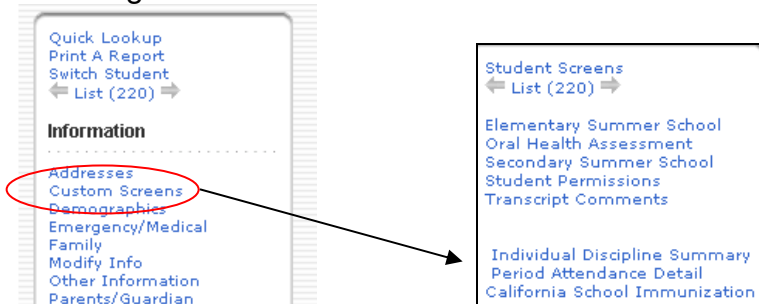 Quick Lookup
Print A Report
Switch Student
List (220)
Information
Addresses
Custom Screens
Demographics
Emergency/Medical
Family
Modify Info
Other Information
Parents/Guardian
Student Screens
List (220)
Elementary Summer School
Oral Health Assessment
Secondary Summer School
Student Permissions
Transcript Comments
Individual Discipline Summary
Period Attendance Detail
California School Immunization